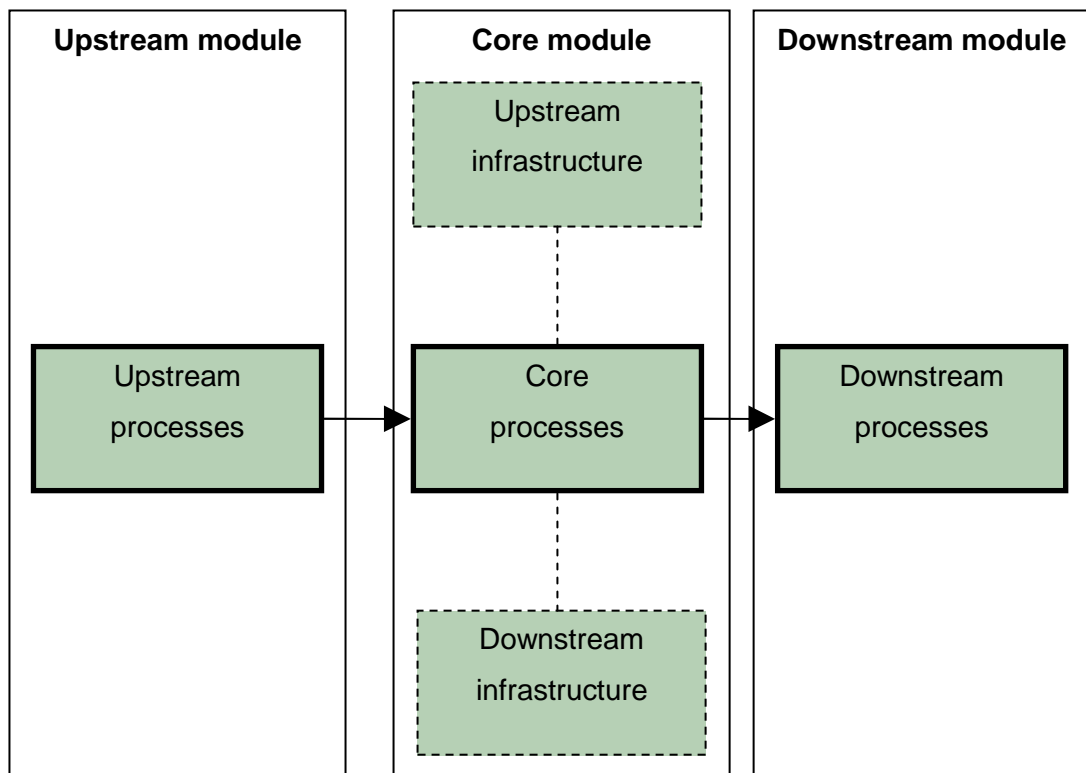 Upstream module
Core module
Downstream module
Upstream
infrastructure
Upstream
processes
Core
processes
Downstream
processes
Downstream
infrastructure